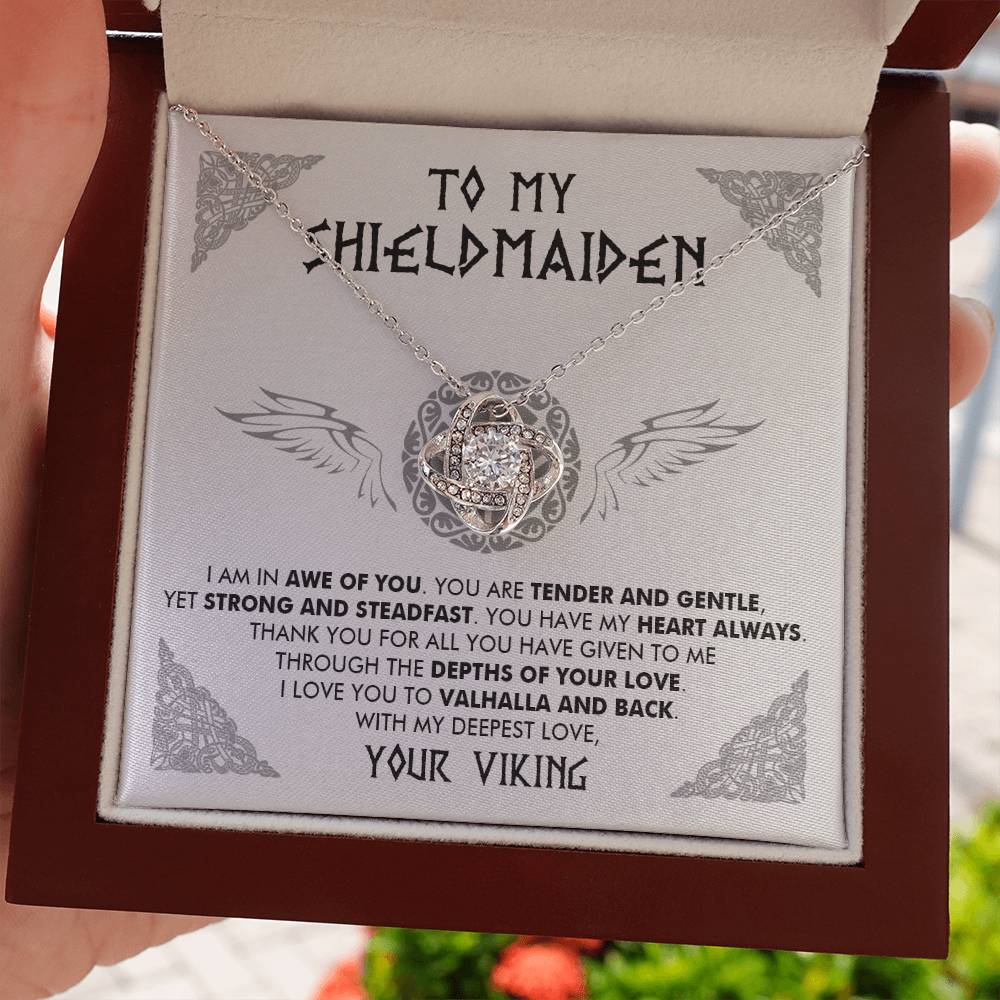 TO MY
SHIELDMAIDEN
I AM IN AWE OF YOU. YOU ARE TENDER AND GENTLE,
YET STRONG AND STEADFAST. YOU HAVE MY HEART ALWAYS.
THANK YOU FOR ALL YOU HAVE GIVEN TO ME
THROUGH THE DEPTHS OF YOUR LOVE.
I LOVE YOU TO VALHALLA AND BACK.
WITH MY DEEPEST LOVE,
YOUR VIKING